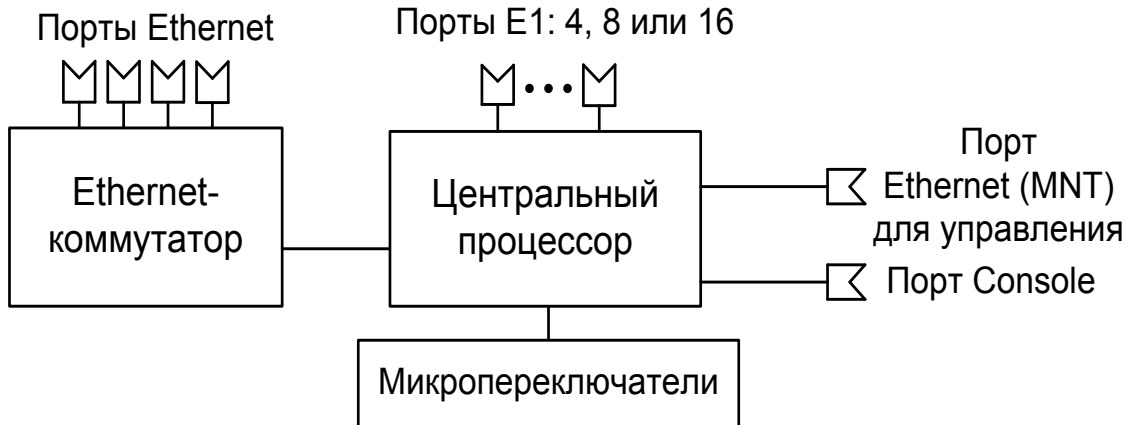 Порты Ethernet
Порты E1: 4, 8 или 16
Ethernet-
коммутатор
Центральный
процессор
Порт
Ethernet (MNT)
для управления
Порт Console
Микропереключатели